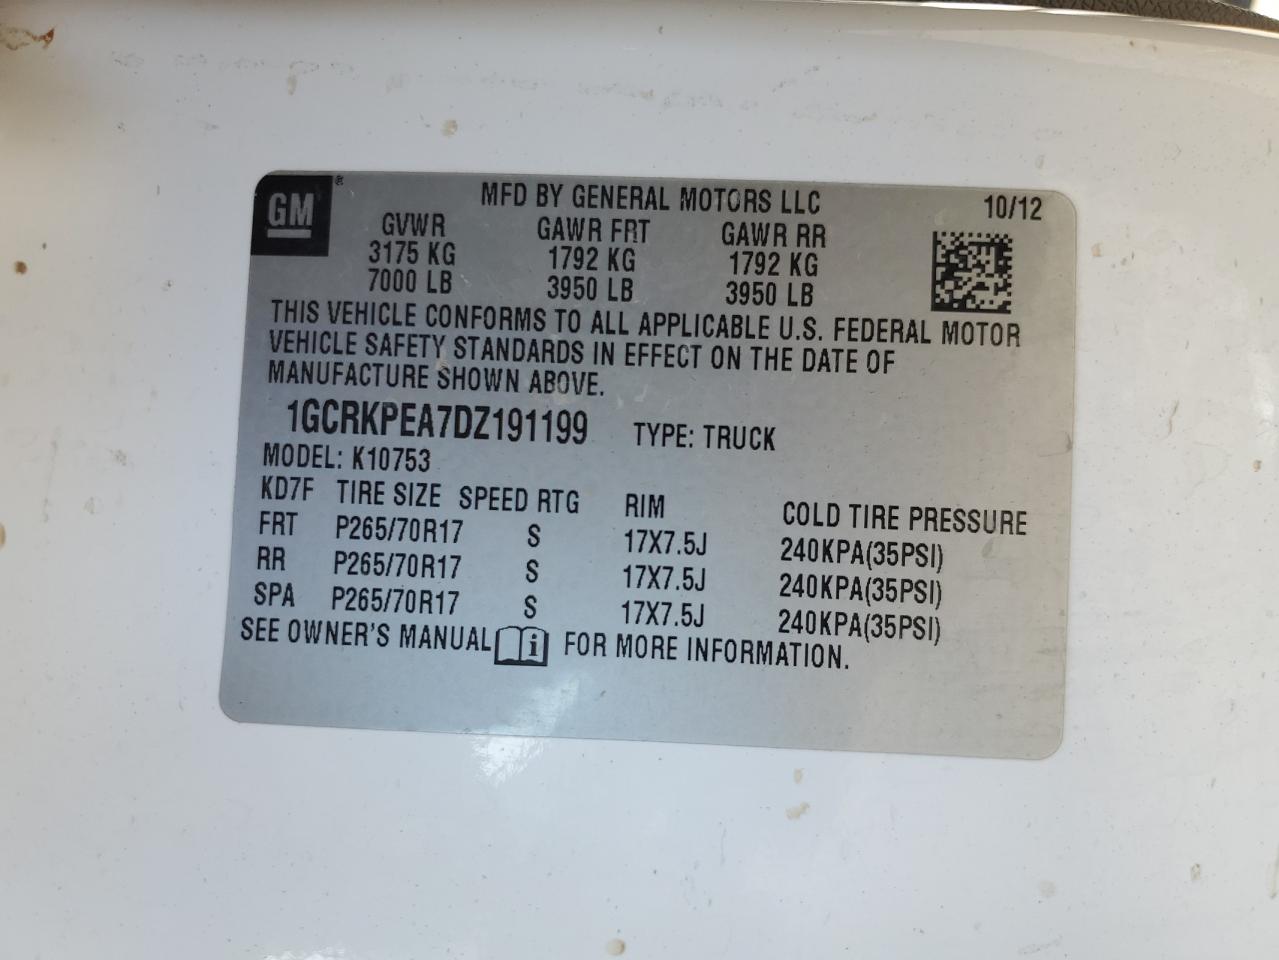 GM®
MFD BY GENERAL MOTORS LLC 10/12
GVWR GAWR FRT GAWR RR
3175 KG 1792 KG 1792 KG
7000 LB 3950 LB 3950 LB
THIS VEHICLE CONFORMS TO ALL APPLICABLE U.S. FEDERAL MOTOR
VEHICLE SAFETY STANDARDS IN EFFECT ON THE DATE OF
MANUFACTURE SHOWN ABOVE.
1GCRKPEA7DZ191199 TYPE: TRUCK
MODEL: K10753
KD7F TIRE SIZE SPEED RTG RIM COLD TIRE PRESSURE
FRT P265/70R17 S 17X7.5J 240KPA(35PSI)
RR P265/70R17 S 17X7.5J 240KPA(35PSI)
SPA P265/70R17 S 17X7.5J 240KPA(35PSI)
SEE OWNER'S MANUAL i FOR MORE INFORMATION.